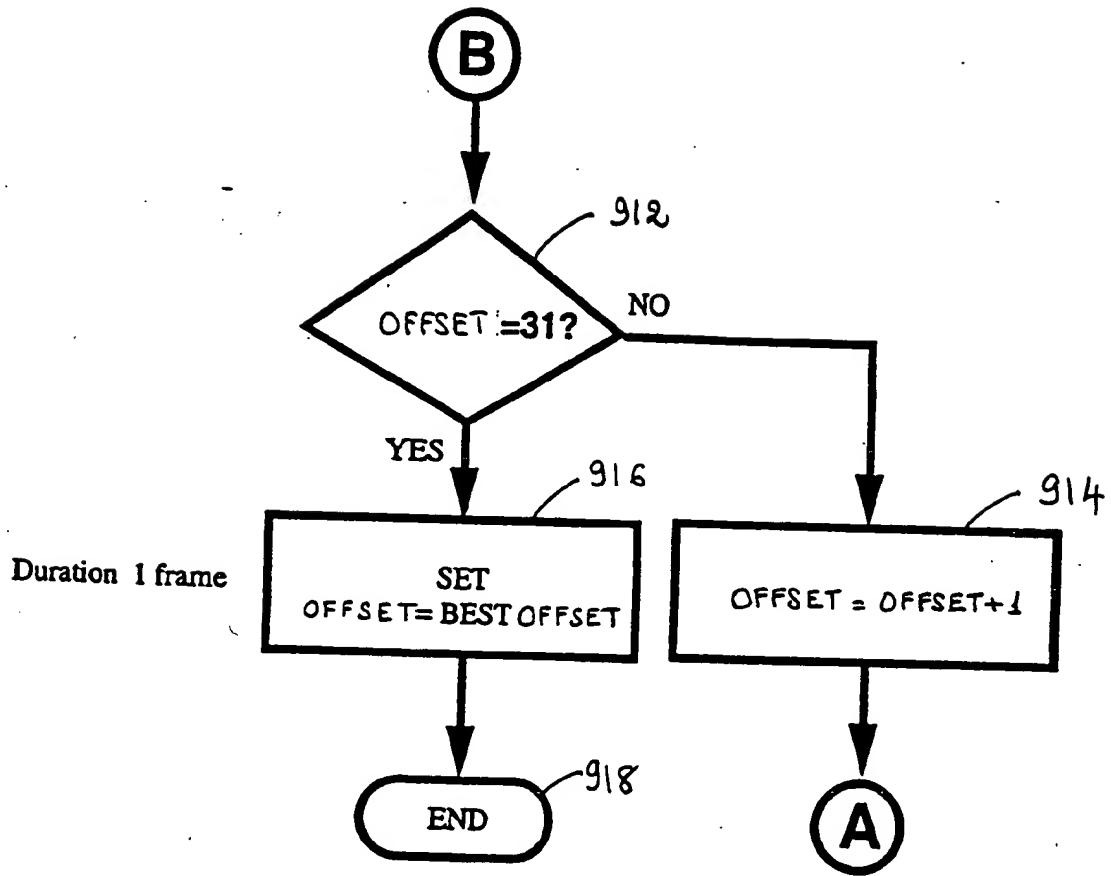 B
912
OFFSET =31?
NO
YES
916
914
Duration 1 frame
SET
OFFSET=BEST OFFSET
OFFSET = OFFSET+1
918
END
A